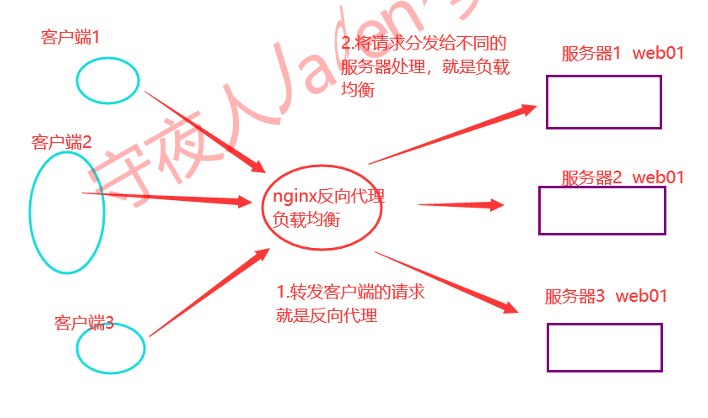 客户端1
2.将请求分发给不同的
服务器处理，就是负载
均衡
服务器1 web01
客户端2
守夜人Jaden
服务器2 web01
nginx反向代理
负载均衡
1.转发客户端的请求
就是反向代理
服务器3 web01
客户端3